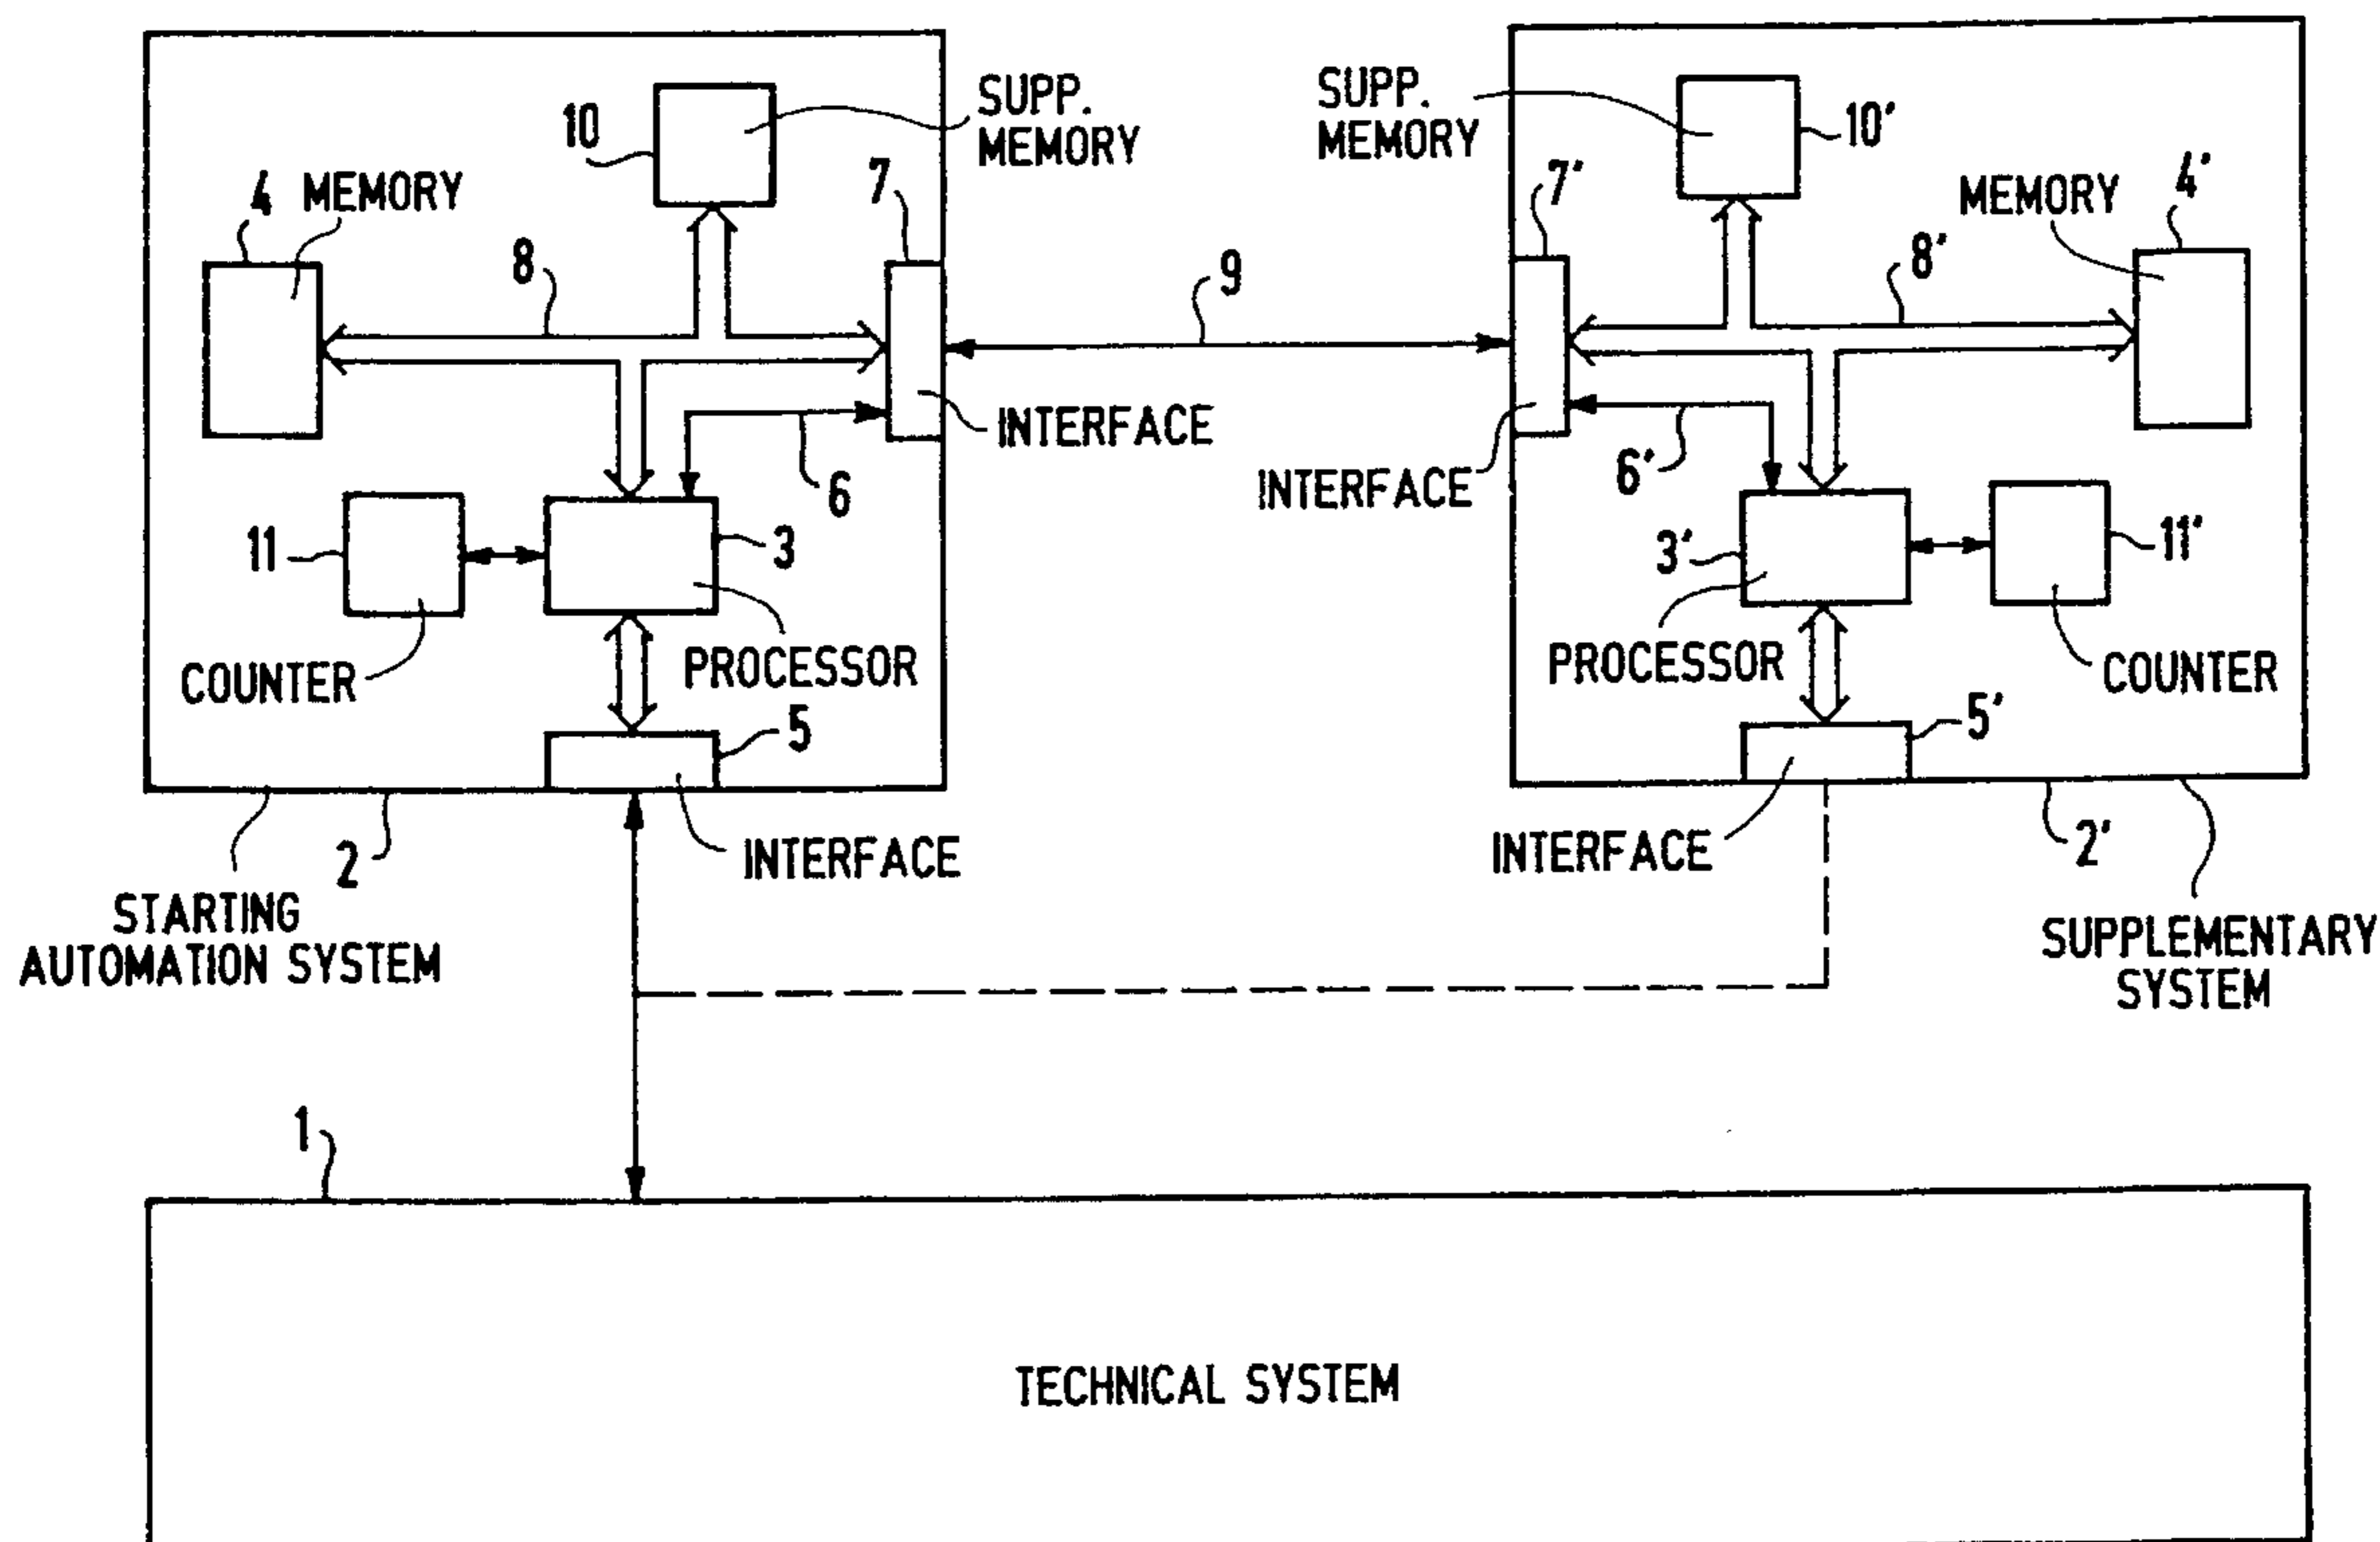 SUPP.
MEMORY
10
4 MEMORY
7
8
INTERFACE
6
11
3
COUNTER
PROCESSOR
5
INTERFACE
2
STARTING
AUTOMATION SYSTEM
9
SUPP.
MEMORY
10'
7'
MEMORY 4'
8'
6'
INTERFACE
3'
11'
PROCESSOR
COUNTER
5'
INTERFACE
2'
SUPPLEMENTARY
SYSTEM
1
TECHNICAL SYSTEM